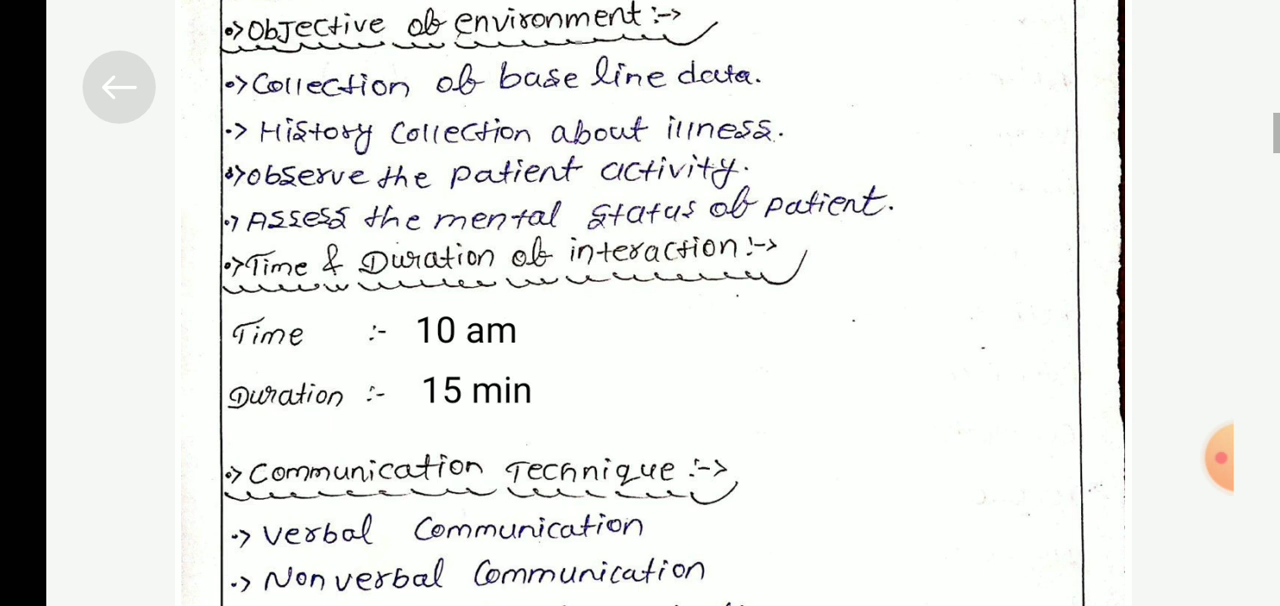 •> Objective of environment :->
•> Collection of base line data.
•> History Collection about illness.
•> observe the patient activity.
•> Assess the mental status of patient.
•> Time & Duration of interaction :->
Time :- 10 am
Duration :- 15 min
•> Communication Technique :->
•> Verbal Communication
•> Non verbal Communication